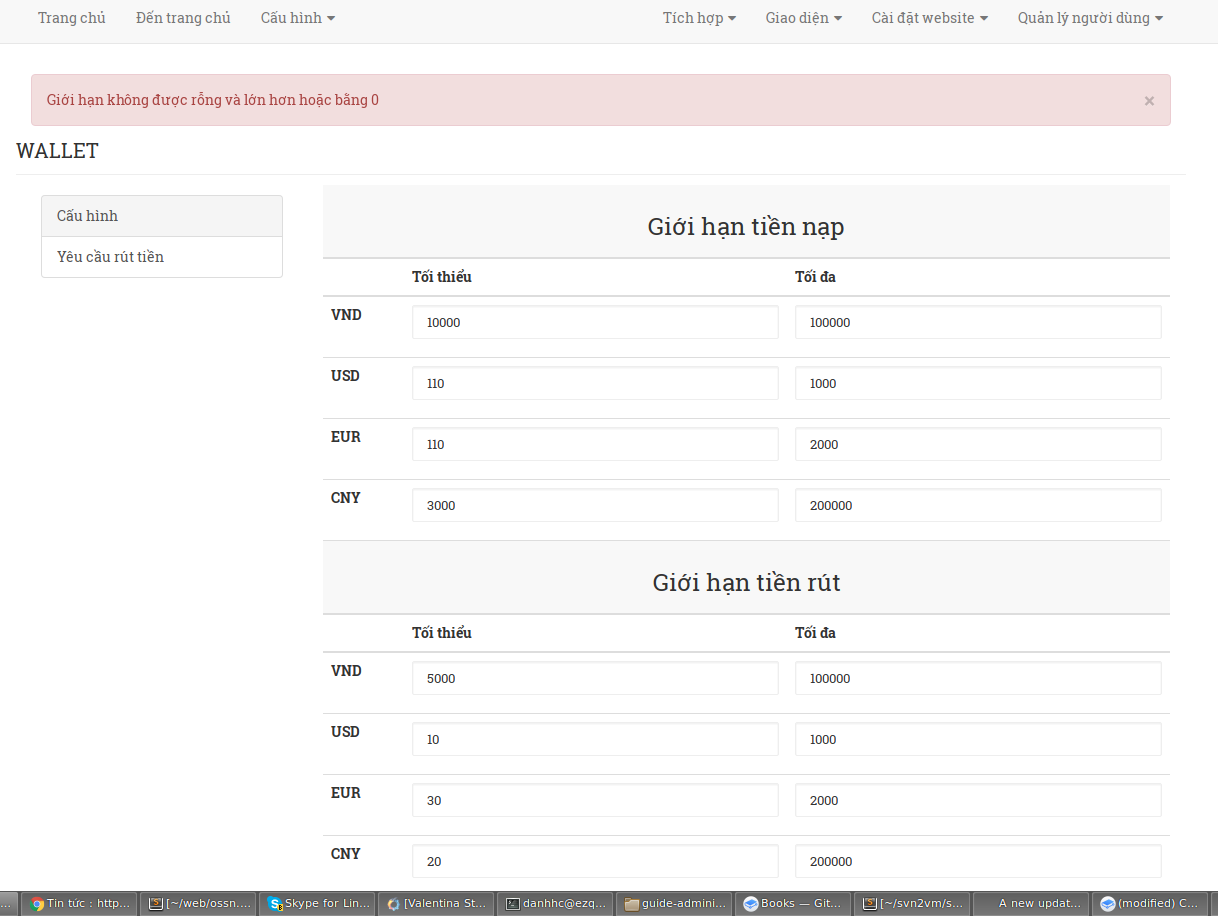 Trang chủ Đến trang chủ Cấu hình Tích hợp Giao diện Cài đặt website Quản lý người dùng
Giới hạn không được rỗng và lớn hơn hoặc bằng 0 ×
WALLET
Cấu hình
Yêu cầu rút tiền
Giới hạn tiền nạp
Tối thiểu Tối đa
VND 10000 100000
USD 110 1000
EUR 110 2000
CNY 3000 200000
Giới hạn tiền rút
Tối thiểu Tối đa
VND 5000 100000
USD 10 1000
EUR 30 2000
CNY 20 200000
... Tin tức : http... [~/web/ossn.... Skype for Lin... [Valentina St... danhhc@ezq... guide-admini... Books — Git... [~/svn2vm/s... A new updat... (modified) C...